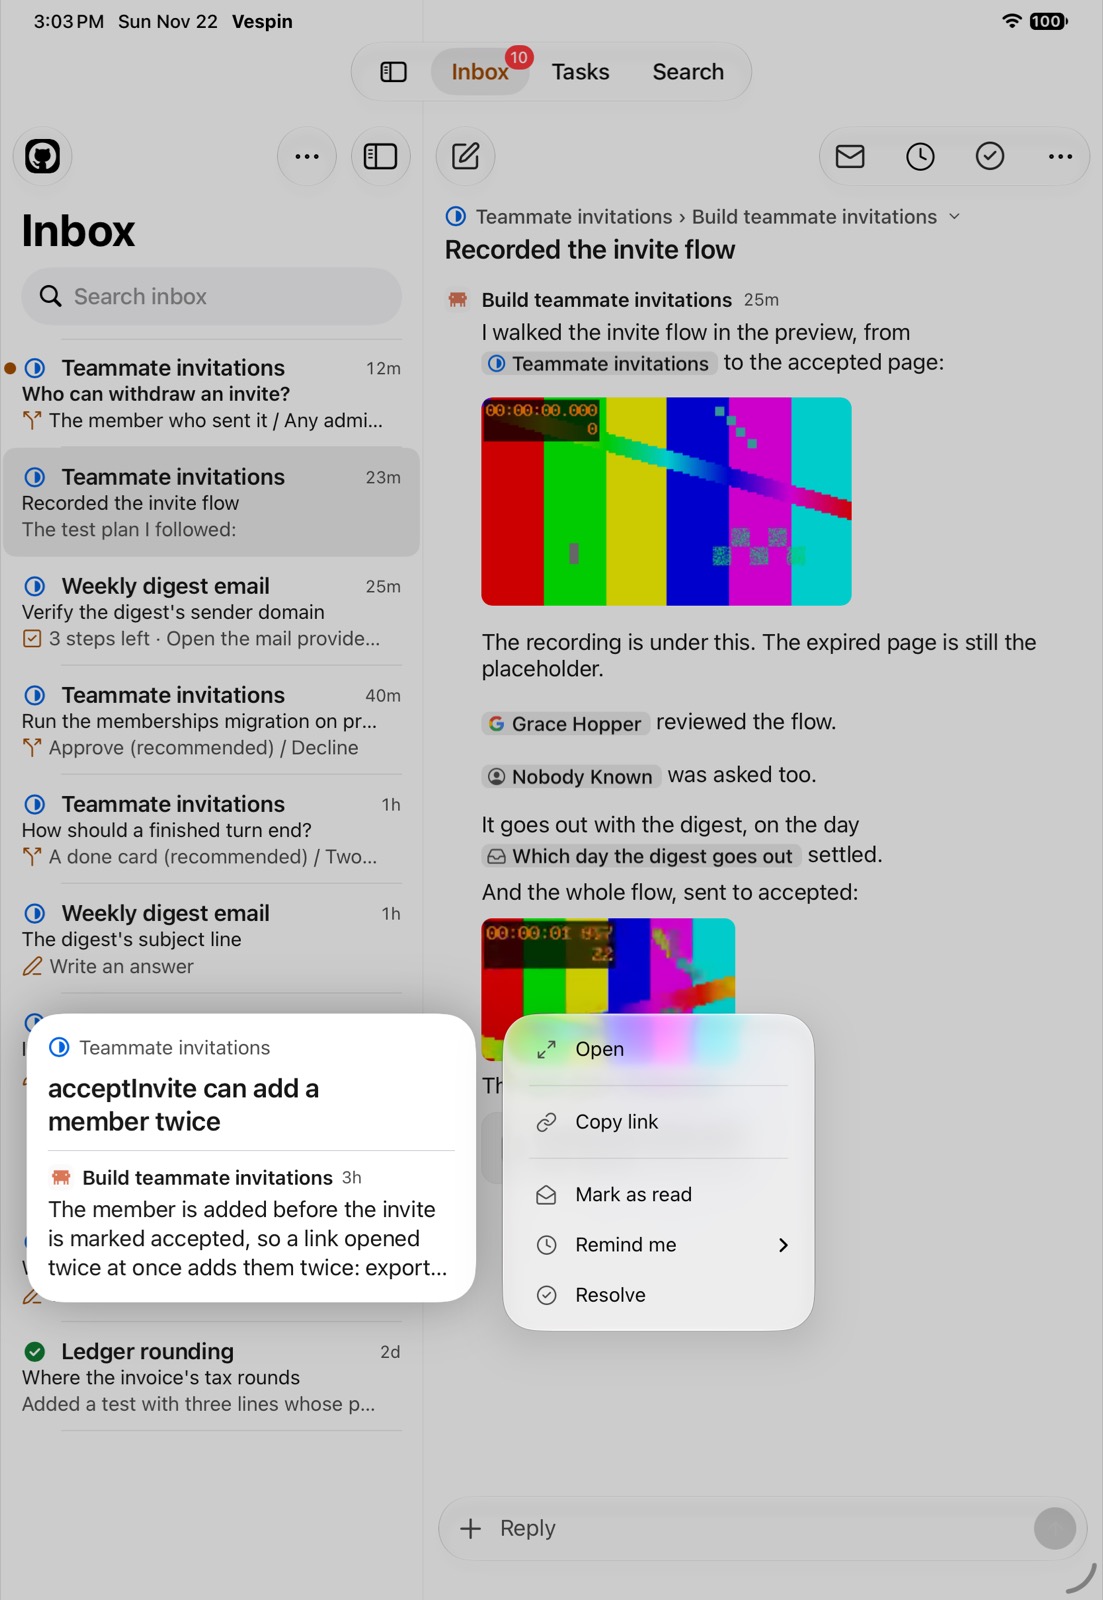 3:03 PM Sun Nov 22 Vespin
100
Inbox
10
Tasks
Search
Inbox
Search inbox
Teammate invitations 12m
Who can withdraw an invite?
The member who sent it / Any admi...
Teammate invitations 23m
Recorded the invite flow
The test plan I followed:
Weekly digest email 25m
Verify the digest's sender domain
3 steps left · Open the mail provide...
Teammate invitations 40m
Run the memberships migration on pr...
Approve (recommended) / Decline
Teammate invitations 1h
How should a finished turn end?
A done card (recommended) / Two...
Weekly digest email 1h
The digest's subject line
Write an answer
Teammate invitations
acceptInvite can add a
member twice
Build teammate invitations 3h
The member is added before the invite
is marked accepted, so a link opened
twice at once adds them twice: export...
Ledger rounding 2d
Where the invoice's tax rounds
Added a test with three lines whose p...
Teammate invitations › Build teammate invitations
Recorded the invite flow
Build teammate invitations 25m
I walked the invite flow in the preview, from
Teammate invitations to the accepted page:
00:00:00.000
0
The recording is under this. The expired page is still the
placeholder.
Grace Hopper reviewed the flow.
Nobody Known was asked too.
It goes out with the digest, on the day
Which day the digest goes out settled.
And the whole flow, sent to accepted:
22
Open
Copy link
Mark as read
Remind me
Resolve
Reply